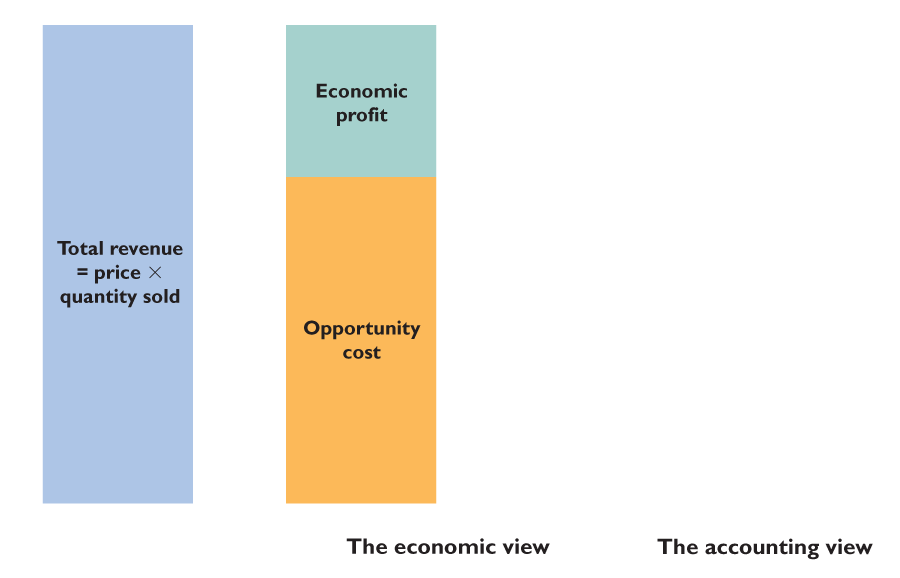 Economic
profit
Total revenue
= price ×
quantity sold
Opportunity
cost
The economic view
The accounting view